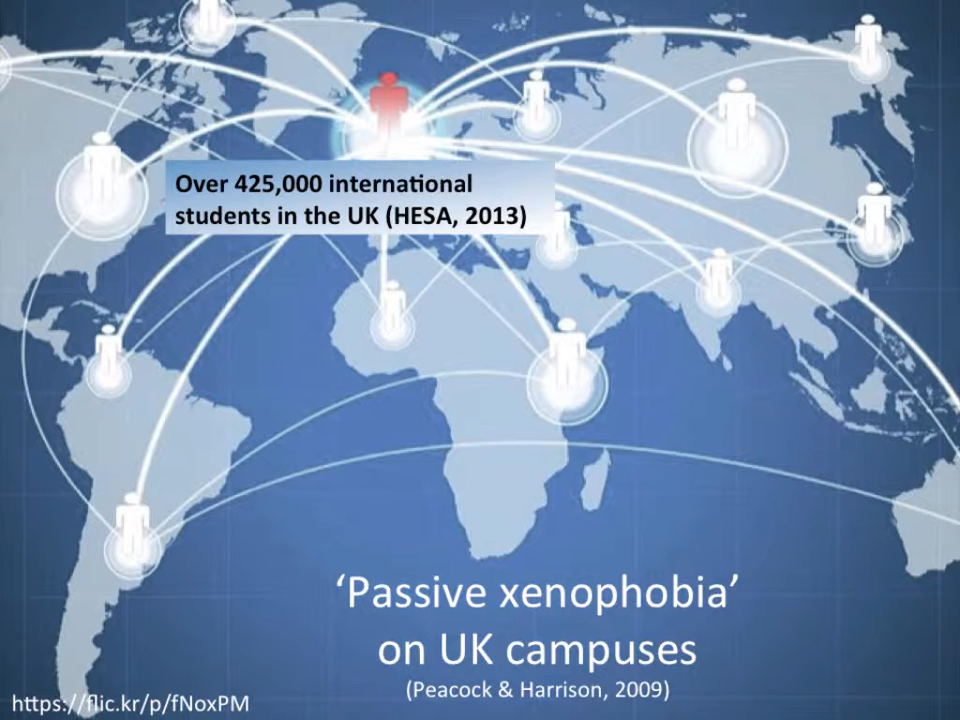 Over 425,000 international
students in the UK (HESA, 2013)
‘Passive xenophobia’
on UK campuses
(Peacock & Harrison, 2009)
https://flic.kr/p/fNoxPM